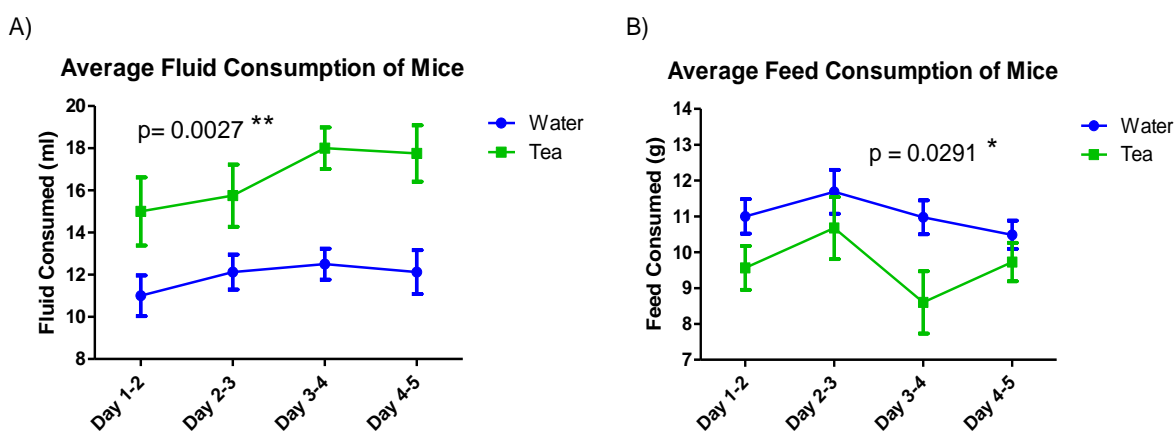 A)
Average Fluid Consumption of Mice
Fluid Consumed (ml)
20
18
16
14
12
10
8
p= 0.0027 **
Water
Tea
Day 1-2
Day 2-3
Day 3-4
Day 4-5
B)
Average Feed Consumption of Mice
Feed Consumed (g)
14
13
12
11
10
9
8
7
p = 0.0291 *
Water
Tea
Day 1-2
Day 2-3
Day 3-4
Day 4-5